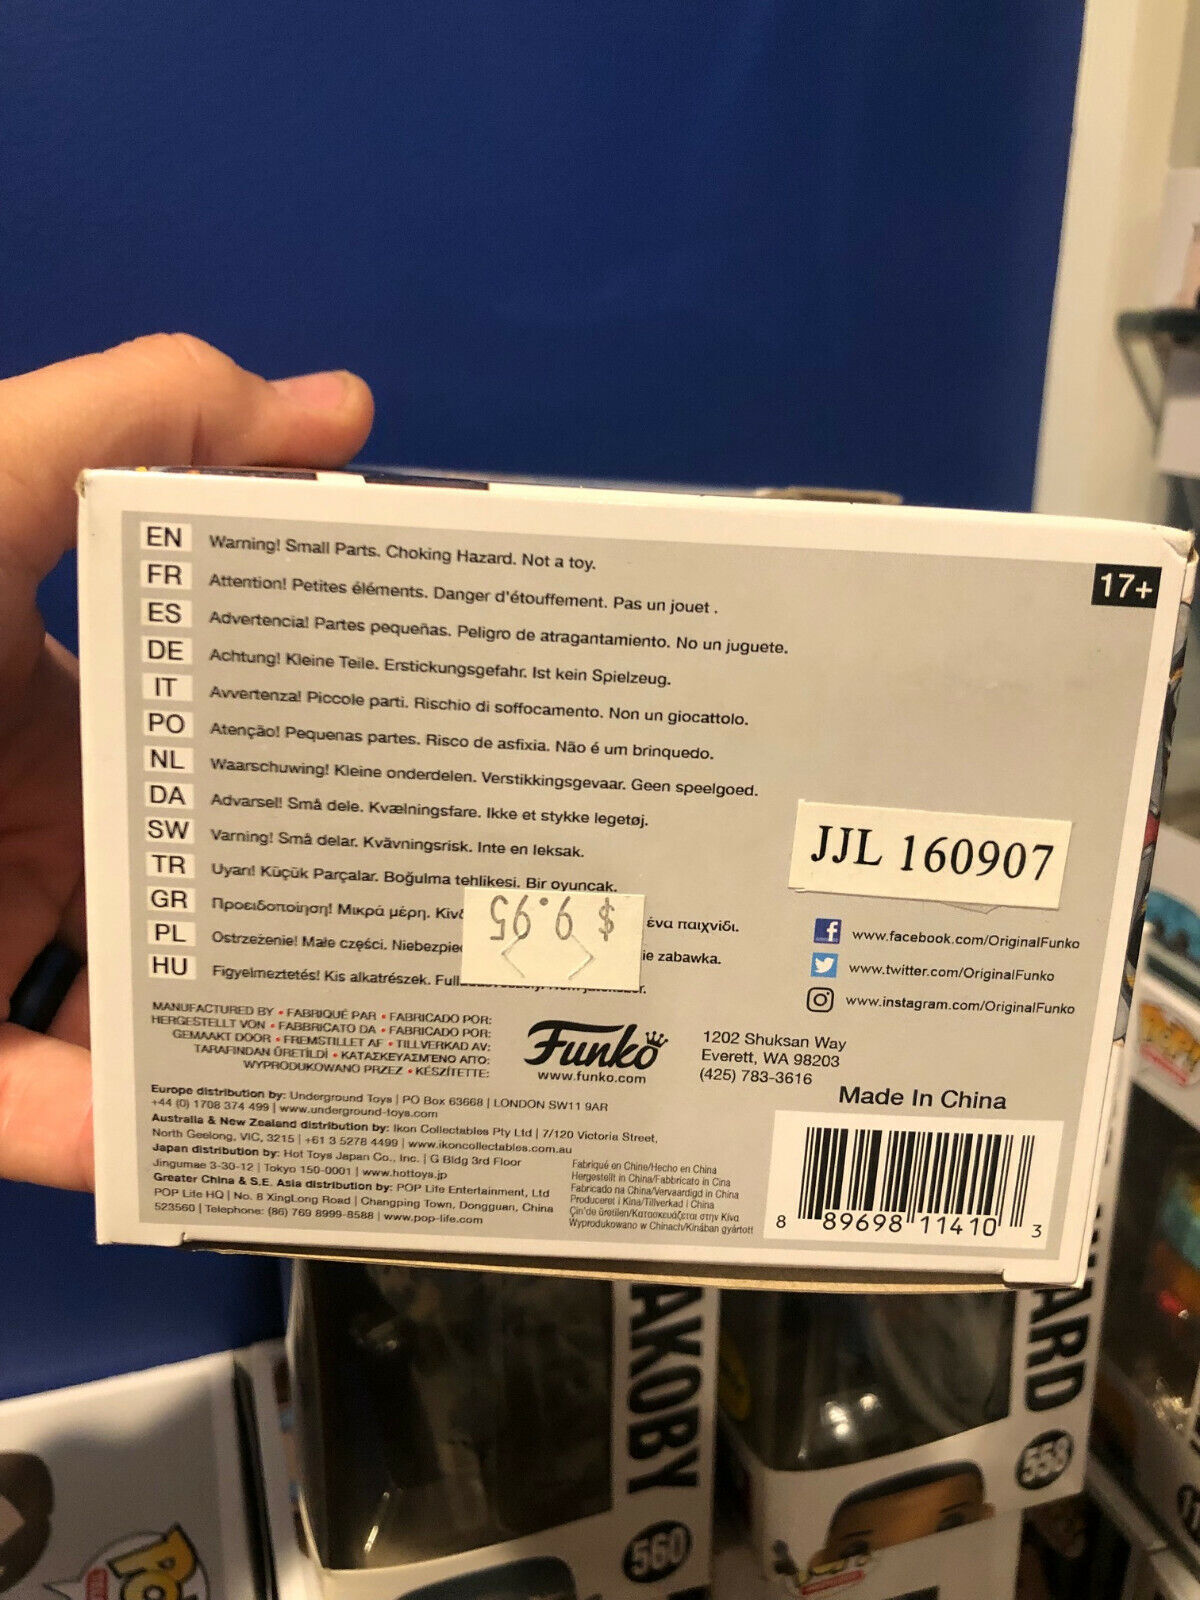 EN Warning! Small Parts. Choking Hazard. Not a toy.
FR Attention! Petites éléments. Danger d'étouffement. Pas un jouet .
ES Advertencia! Partes pequeñas. Peligro de atragantamiento. No un juguete.
DE Achtung! Kleine Teile. Erstickungsgefahr. Ist kein Spielzeug.
IT Avvertenza! Piccole parti. Rischio di soffocamento. Non un giocattolo.
PO Atenção! Pequenas partes. Risco de asfixia. Não é um brinquedo.
NL Waarschuwing! Kleine onderdelen. Verstikkingsgevaar. Geen speelgoed.
DA Advarsel! Små dele. Kvælningsfare. Ikke et stykke legetøj.
SW Varning! Små delar. Kvävningsrisk. Inte en leksak.
TR Uyarı! Küçük Parçalar. Boğulma tehlikesi. Bir oyuncak.
GR Προειδοποίηση! Μικρά μέρη. ένα παιχνίδι.
PL Ostrzeżenie! Małe części. zabawka.
HU Figyelmeztetés! Kis alkatrészek.
17+
JJL 160907
$ 9.95
www.facebook.com/OriginalFunko
www.twitter.com/OriginalFunko
www.instagram.com/OriginalFunko
MANUFACTURED BY • FABRIQUÉ PAR • FABRICADO POR:
HERGESTELLT VON • FABBRICATO DA • FABRICADO POR:
GEMAAKT DOOR • FREMSTILLET AF • TILLVERKAD AV:
TARAFINDAN ÜRETİLDİ • ΚΑΤΑΣΚΕΥΑΣΜΈΝΟ ΑΠΌ:
WYPRODUKOWANO PRZEZ • KÉSZÍTETTE:
Funko
www.funko.com
1202 Shuksan Way
Everett, WA 98203
(425) 783-3616
Made In China
Europe distribution by: Underground Toys | PO Box 63668 | LONDON SW11 9AR
+44 (0) 1708 374 499 | www.underground-toys.com
Australia & New Zealand distribution by: Ikon Collectables Pty Ltd | 7/120 Victoria Street,
North Geelong, VIC, 3215 | +61 3 5278 4499 | www.ikoncollectables.com.au
Japan distribution by: Hot Toys Japan Co., Inc. | G Bldg 3rd Floor
Jingumae 3-30-12 | Tokyo 150-0001 | www.hottoys.jp
Greater China & S.E. Asia distribution by: POP Life Entertainment, Ltd
POP Life HQ | No. 8 XingLong Road | Changping Town, Dongguan, China
523560 | Telephone: (86) 769 8999-8588 | www.pop-life.com
Fabriqué en Chine/Hecho en China
Hergestellt in China/Fabbricato in Cina
Fabricado na China/Vervaardigd in China
Produceret i Kina/Tillverkad i China
Çin'de üretilen/Κατασκευάζεται στην Κίνα
Wyprodukowano w Chinach/Kínában gyártott
8 89698 11410 3
AKOBY
560
ARD
558